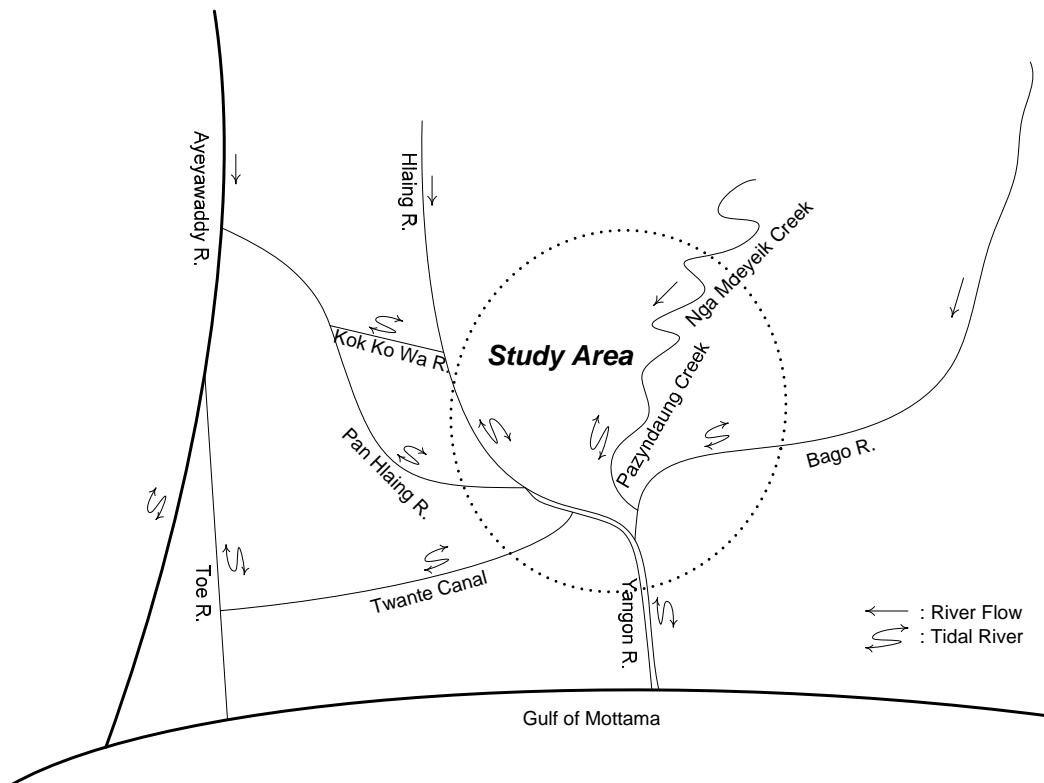 Ayeyawaddy R.
Hlaing R.
Nga Moeyeik Creek
Kok Ko Wa R.
Study Area
Pazyndaung Creek
Pan Hlaing R.
Bago R.
Twante Canal
Toe R.
Yangon R.
: River Flow
: Tidal River
Gulf of Mottama